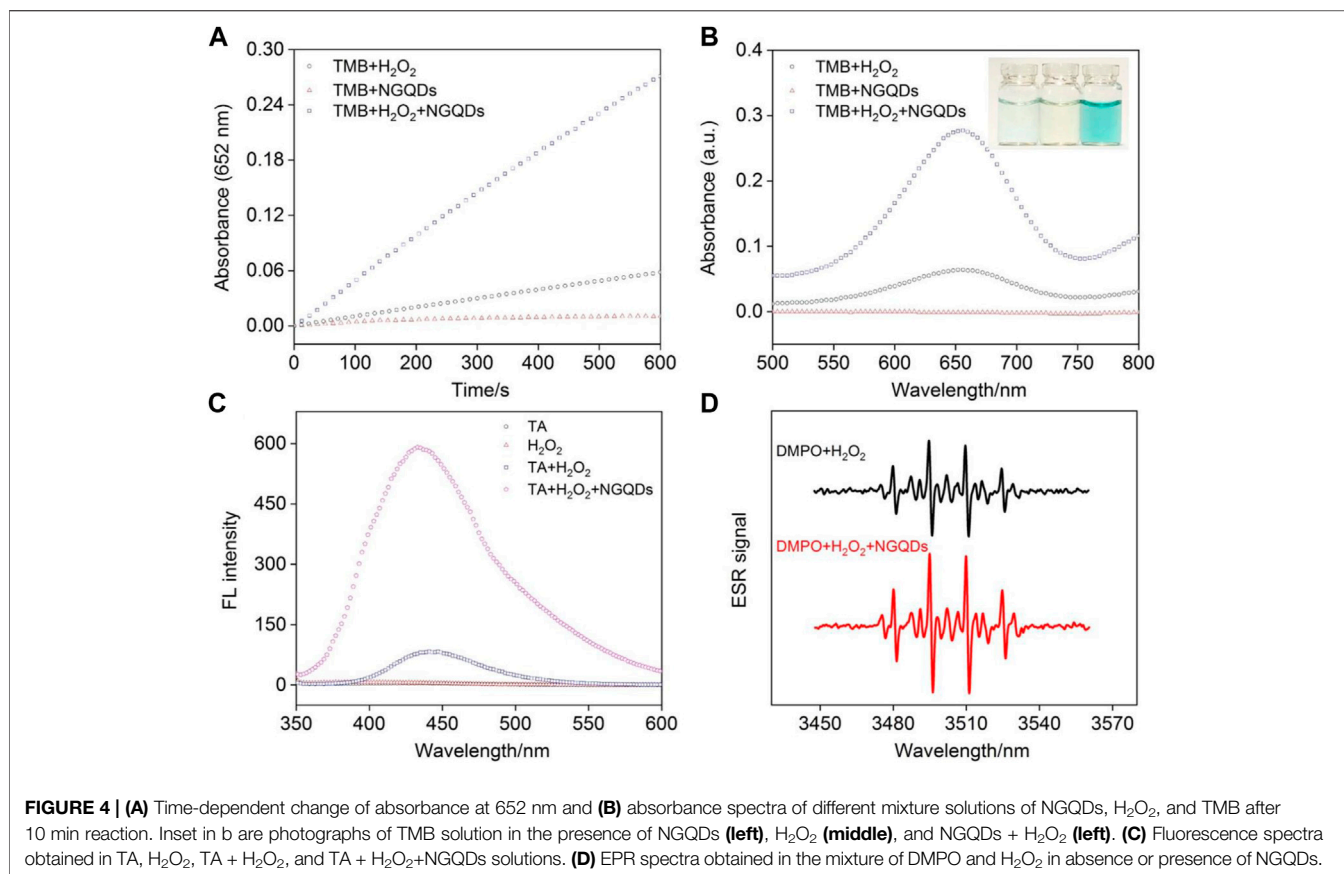 A
0.30
0.24
0.18
0.12
0.06
0.00
Absorbance (652 nm)
TMB+H₂O₂
TMB+NGQDs
TMB+H₂O₂+NGQDs
0 100 200 300 400 500 600
Time/s
B
0.4
0.3
0.2
0.1
0.0
Absorbance (a.u.)
TMB+H₂O₂
TMB+NGQDs
TMB+H₂O₂+NGQDs
500 550 600 650 700 750 800
Wavelength/nm
C
600
450
300
150
0
FL intensity
TA
H₂O₂
TA+H₂O₂
TA+H₂O₂+NGQDs
350 400 450 500 550 600
Wavelength/nm
D
ESR signal
DMPO+H₂O₂
DMPO+H₂O₂+NGQDs
3450 3480 3510 3540 3570
Wavelength/nm
FIGURE 4 | (A) Time-dependent change of absorbance at 652 nm and (B) absorbance spectra of different mixture solutions of NGQDs, H₂O₂, and TMB after
10 min reaction. Inset in b are photographs of TMB solution in the presence of NGQDs (left), H₂O₂ (middle), and NGQDs + H₂O₂ (left). (C) Fluorescence spectra
obtained in TA, H₂O₂, TA + H₂O₂, and TA + H₂O₂+NGQDs solutions. (D) EPR spectra obtained in the mixture of DMPO and H₂O₂ in absence or presence of NGQDs.